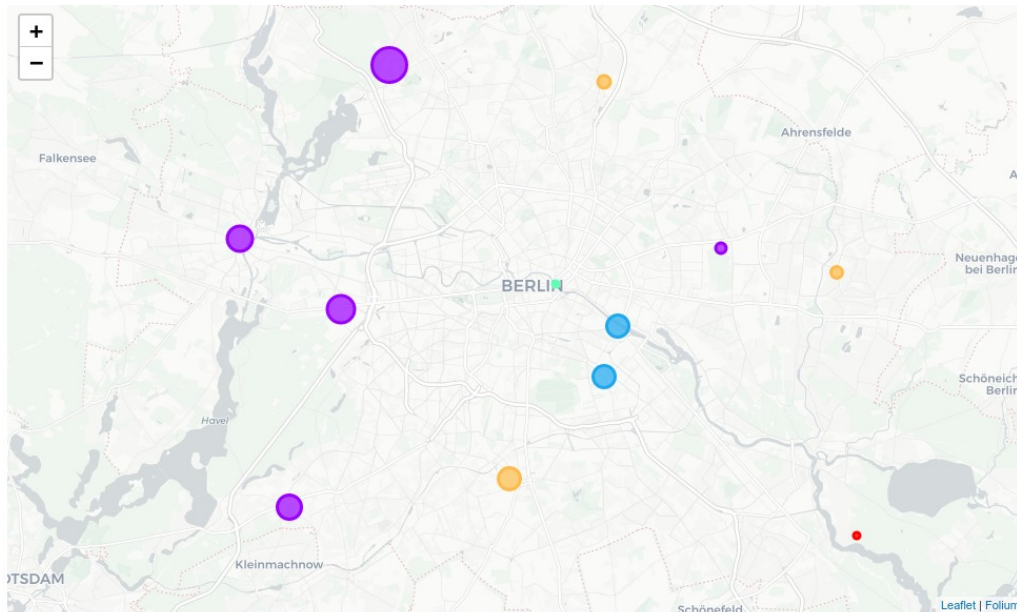 +
−
Ahrensfelde
Falkensee
A
Neuenhage
bei Berlin
BERLIN
Schöneich
Berlin
Havel
Kleinmachnow
OTSDAM
Schönefeld
Leaflet | Folium